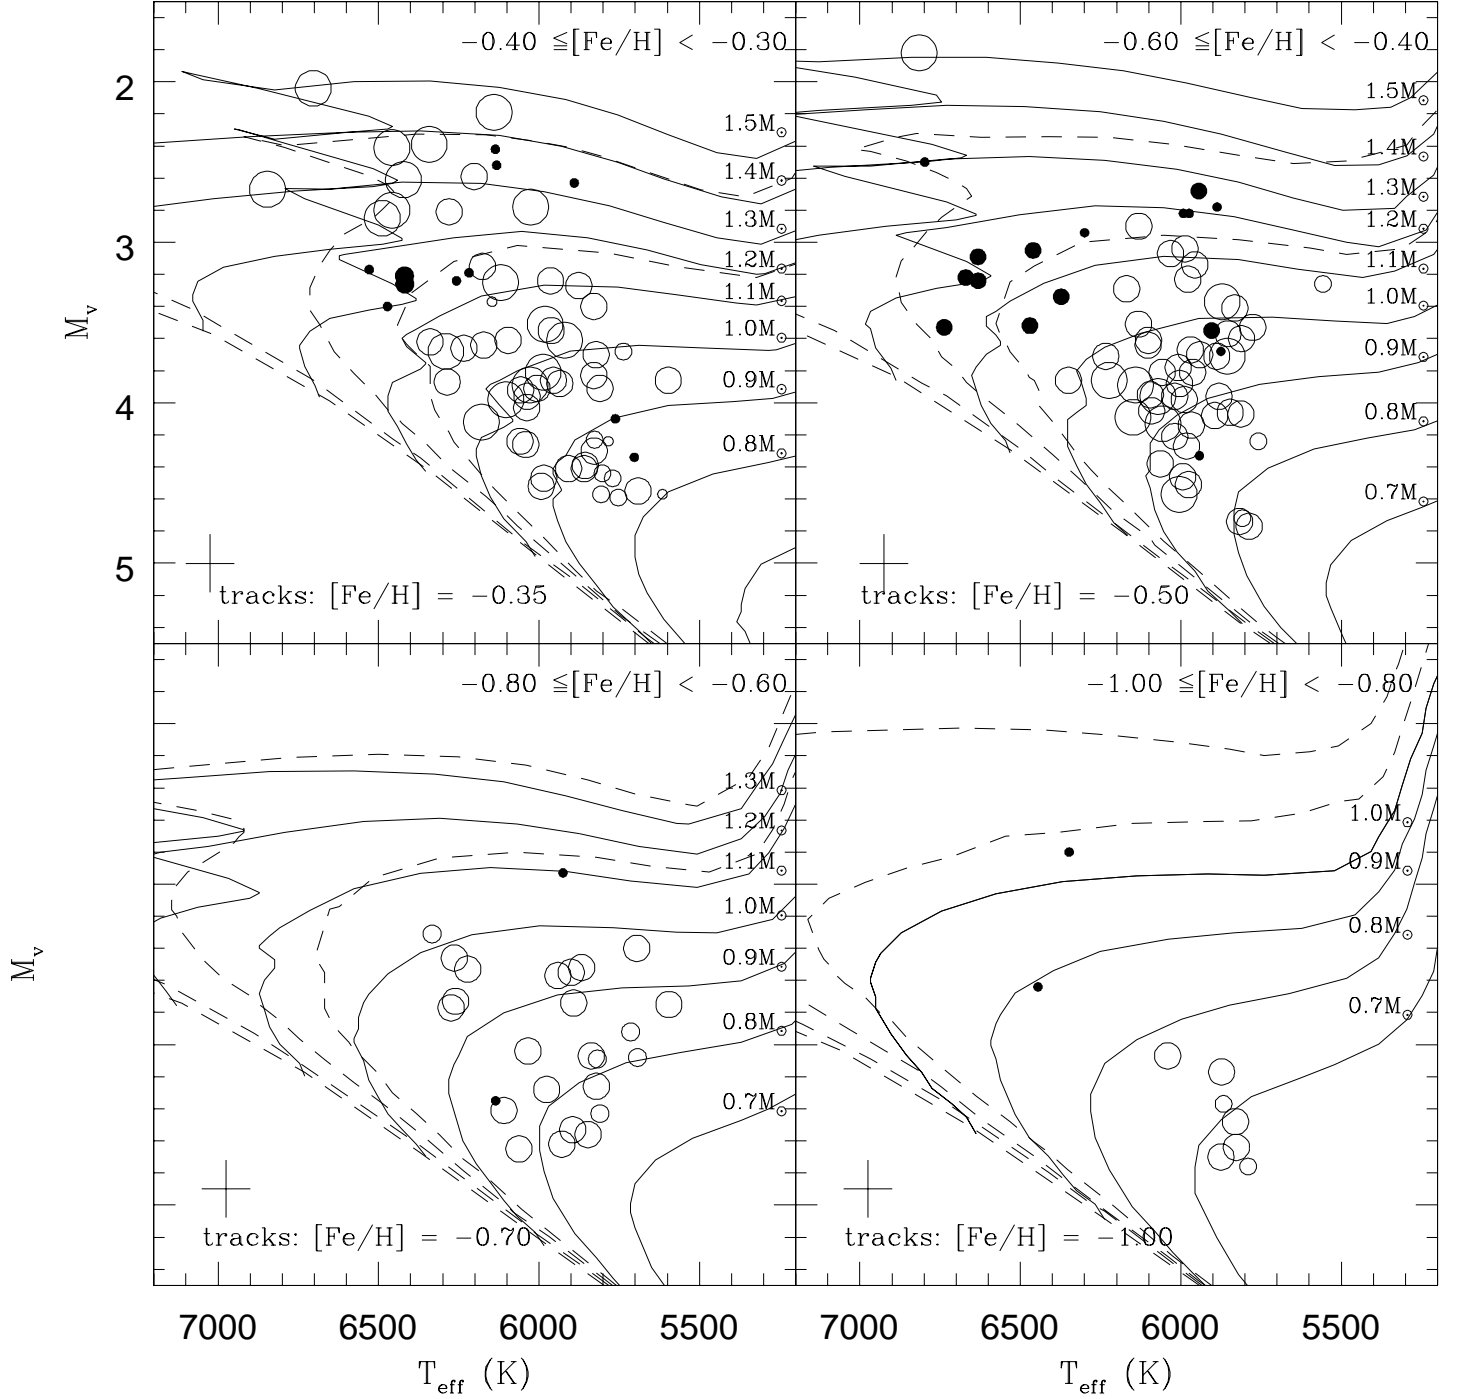 −0.40 ≦[Fe/H] < −0.30
−0.60 ≦[Fe/H] < −0.40
2
3
4
5
M_v
1.5M⊙
1.4M⊙
1.3M⊙
1.2M⊙
1.1M⊙
1.0M⊙
0.9M⊙
0.8M⊙
tracks: [Fe/H] = −0.35
1.5M⊙
1.4M⊙
1.3M⊙
1.2M⊙
1.1M⊙
1.0M⊙
0.9M⊙
0.8M⊙
0.7M⊙
tracks: [Fe/H] = −0.50
−0.80 ≦[Fe/H] < −0.60
−1.00 ≦[Fe/H] < −0.80
M_v
1.3M⊙
1.2M⊙
1.1M⊙
1.0M⊙
0.9M⊙
0.8M⊙
0.7M⊙
tracks: [Fe/H] = −0.70
1.0M⊙
0.9M⊙
0.8M⊙
0.7M⊙
tracks: [Fe/H] = −1.00
7000 6500 6000 5500
7000 6500 6000 5500
T_eff (K)
T_eff (K)